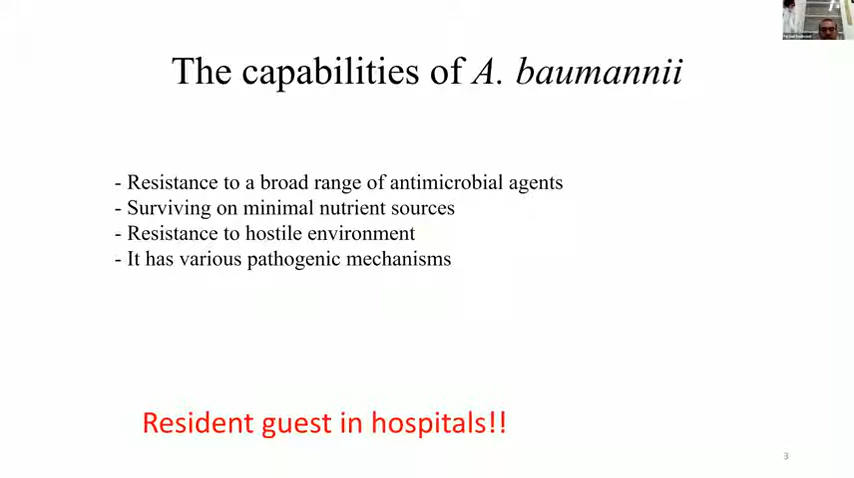 The capabilities of A. baumannii
- Resistance to a broad range of antimicrobial agents
- Surviving on minimal nutrient sources
- Resistance to hostile environment
- It has various pathogenic mechanisms
Resident guest in hospitals!!
3